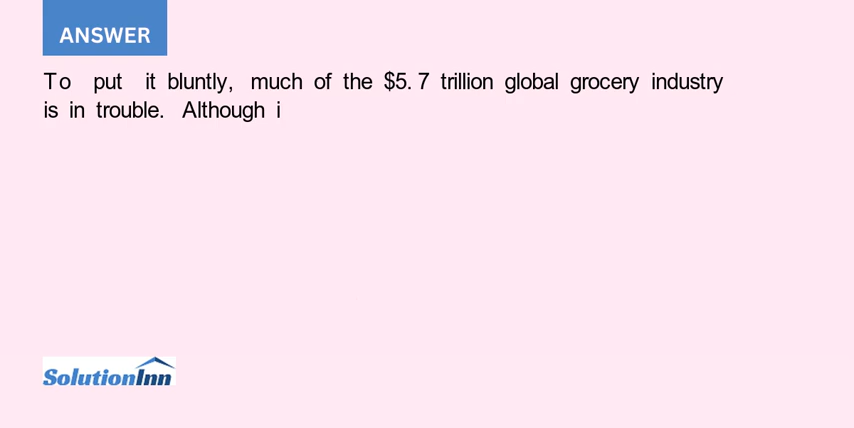 ANSWER
To put it bluntly, much of the $5. 7 trillion global grocery industry
is in trouble. Although i
SolutionInn